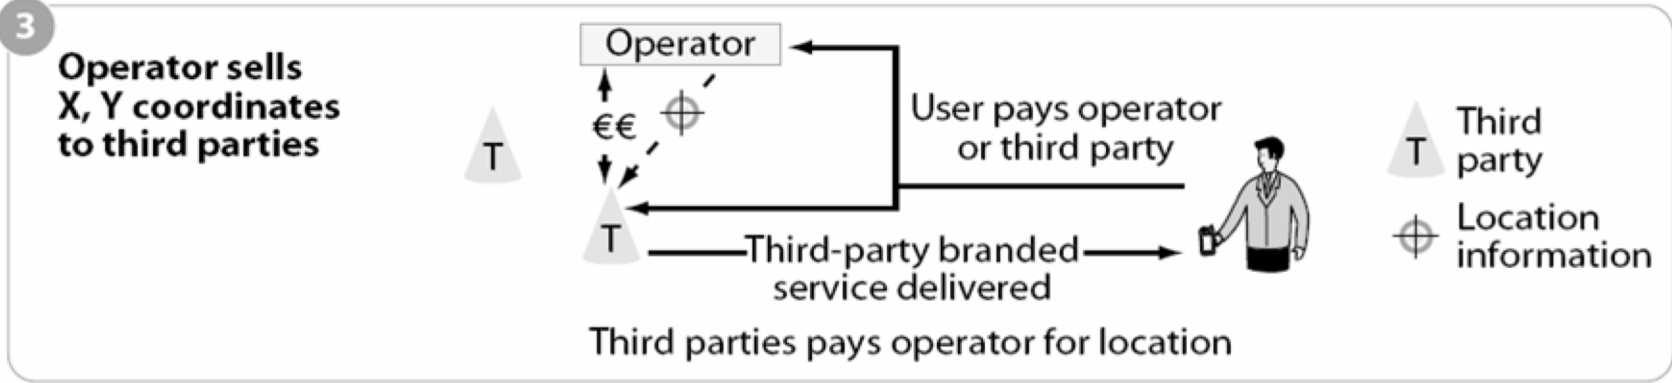 3
Operator sells
X, Y coordinates
to third parties
T
Operator
€€
T
User pays operator
or third party
Third-party branded
service delivered
Third parties pays operator for location
T
Third
party
Location
information